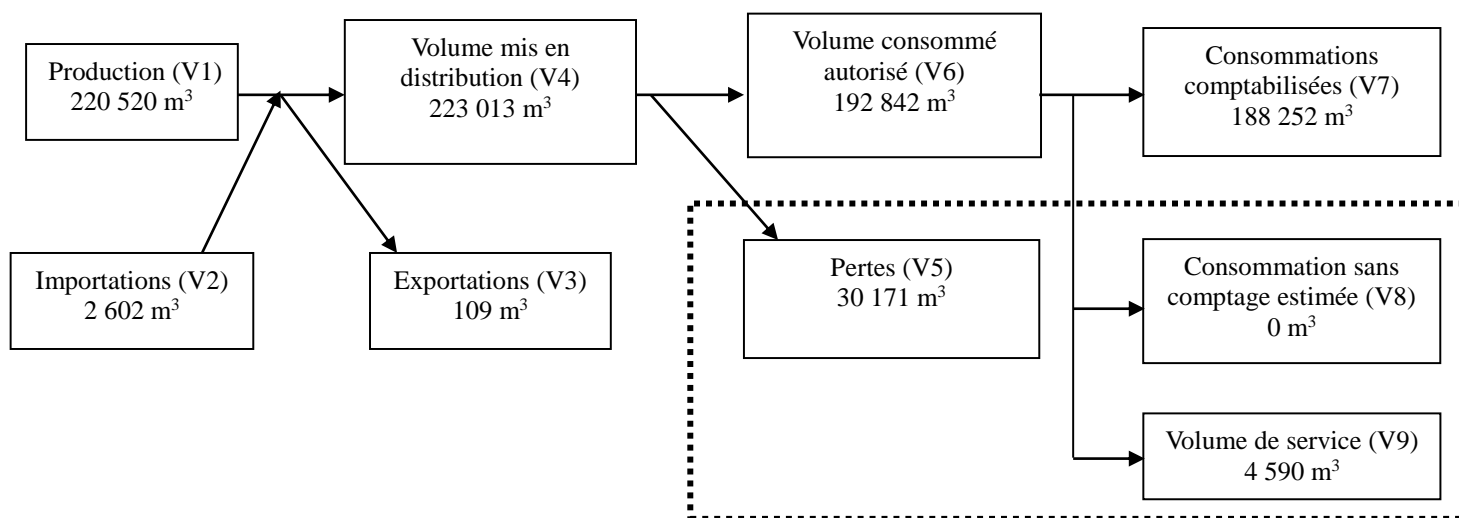 Production (V1)
220 520 m³
Volume mis en
distribution (V4)
223 013 m³
Volume consommé
autorisé (V6)
192 842 m³
Consommations
comptabilisées (V7)
188 252 m³
Importations (V2)
2 602 m³
Exportations (V3)
109 m³
Pertes (V5)
30 171 m³
Consommation sans
comptage estimée (V8)
0 m³
Volume de service (V9)
4 590 m³